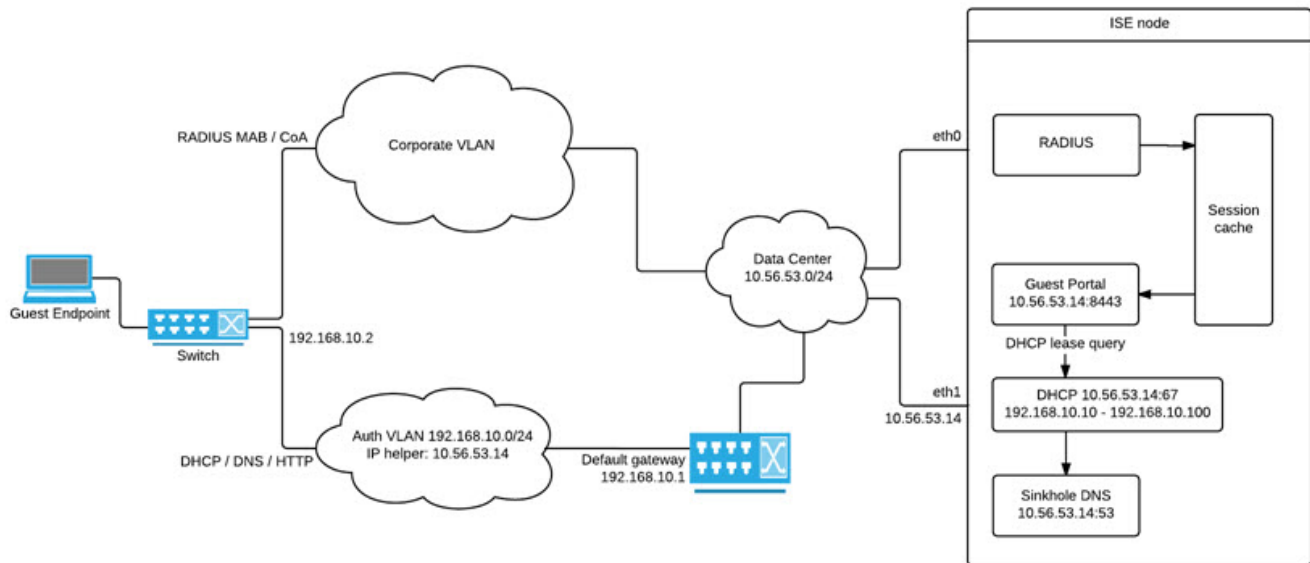 ISE node
RADIUS MAB / CoA
Corporate VLAN
eth0
RADIUS
Session
cache
Data Center
10.56.53.0/24
Guest Portal
10.56.53.14:8443
Guest Endpoint
192.168.10.2
Switch
DHCP lease query
eth1
10.56.53.14
DHCP 10.56.53.14:67
192.168.10.10 - 192.168.10.100
Auth VLAN 192.168.10.0/24
IP helper: 10.56.53.14
DHCP / DNS / HTTP
Default gateway
192.168.10.1
Sinkhole DNS
10.56.53.14:53